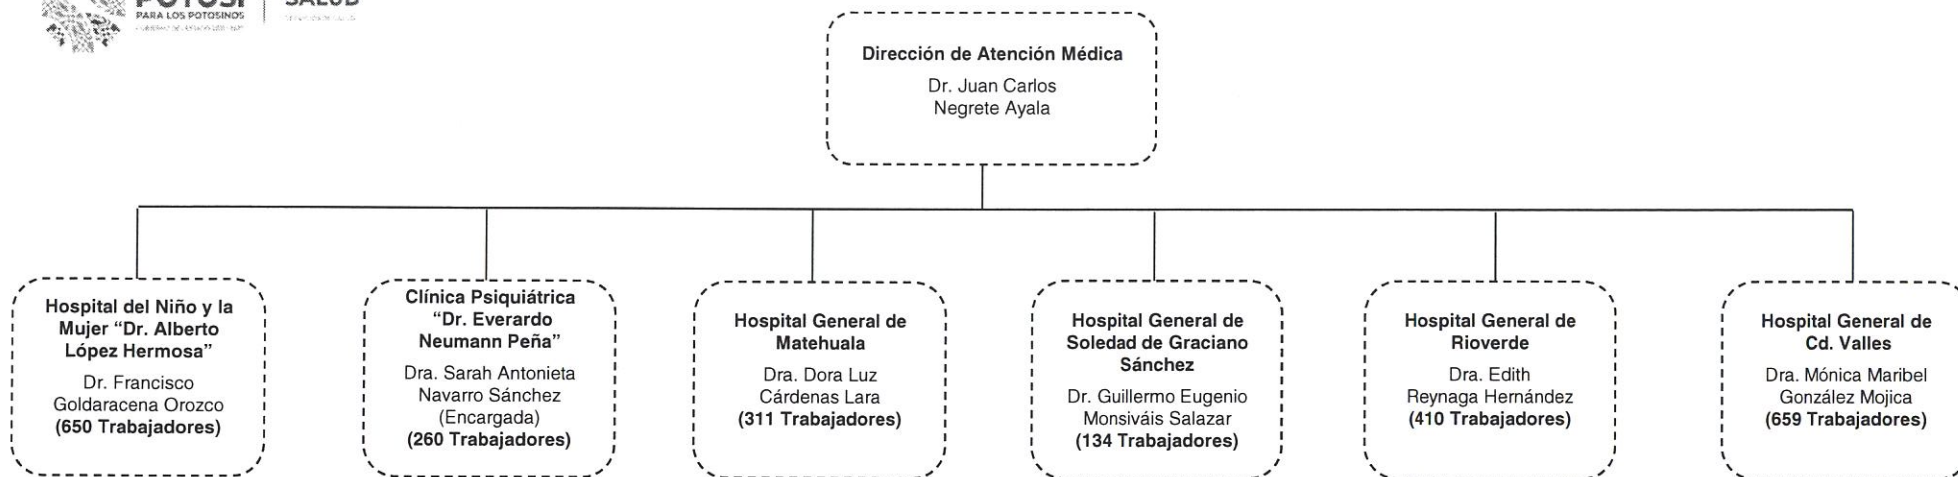 POTOSÍ
PARA LOS POTOSINOS
SALUD
Dirección de Atención Médica
Dr. Juan Carlos
Negrete Ayala
Hospital del Niño y la
Mujer “Dr. Alberto
López Hermosa”
Dr. Francisco
Goldaracena Orozco
(650 Trabajadores)
Clínica Psiquiátrica
“Dr. Everardo
Neumann Peña”
Dra. Sarah Antonieta
Navarro Sánchez
(Encargada)
(260 Trabajadores)
Hospital General de
Matehuala
Dra. Dora Luz
Cárdenas Lara
(311 Trabajadores)
Hospital General de
Soledad de Graciano
Sánchez
Dr. Guillermo Eugenio
Monsiváis Salazar
(134 Trabajadores)
Hospital General de
Rioverde
Dra. Edith
Reynaga Hernández
(410 Trabajadores)
Hospital General de
Cd. Valles
Dra. Mónica Maribel
González Mojica
(659 Trabajadores)